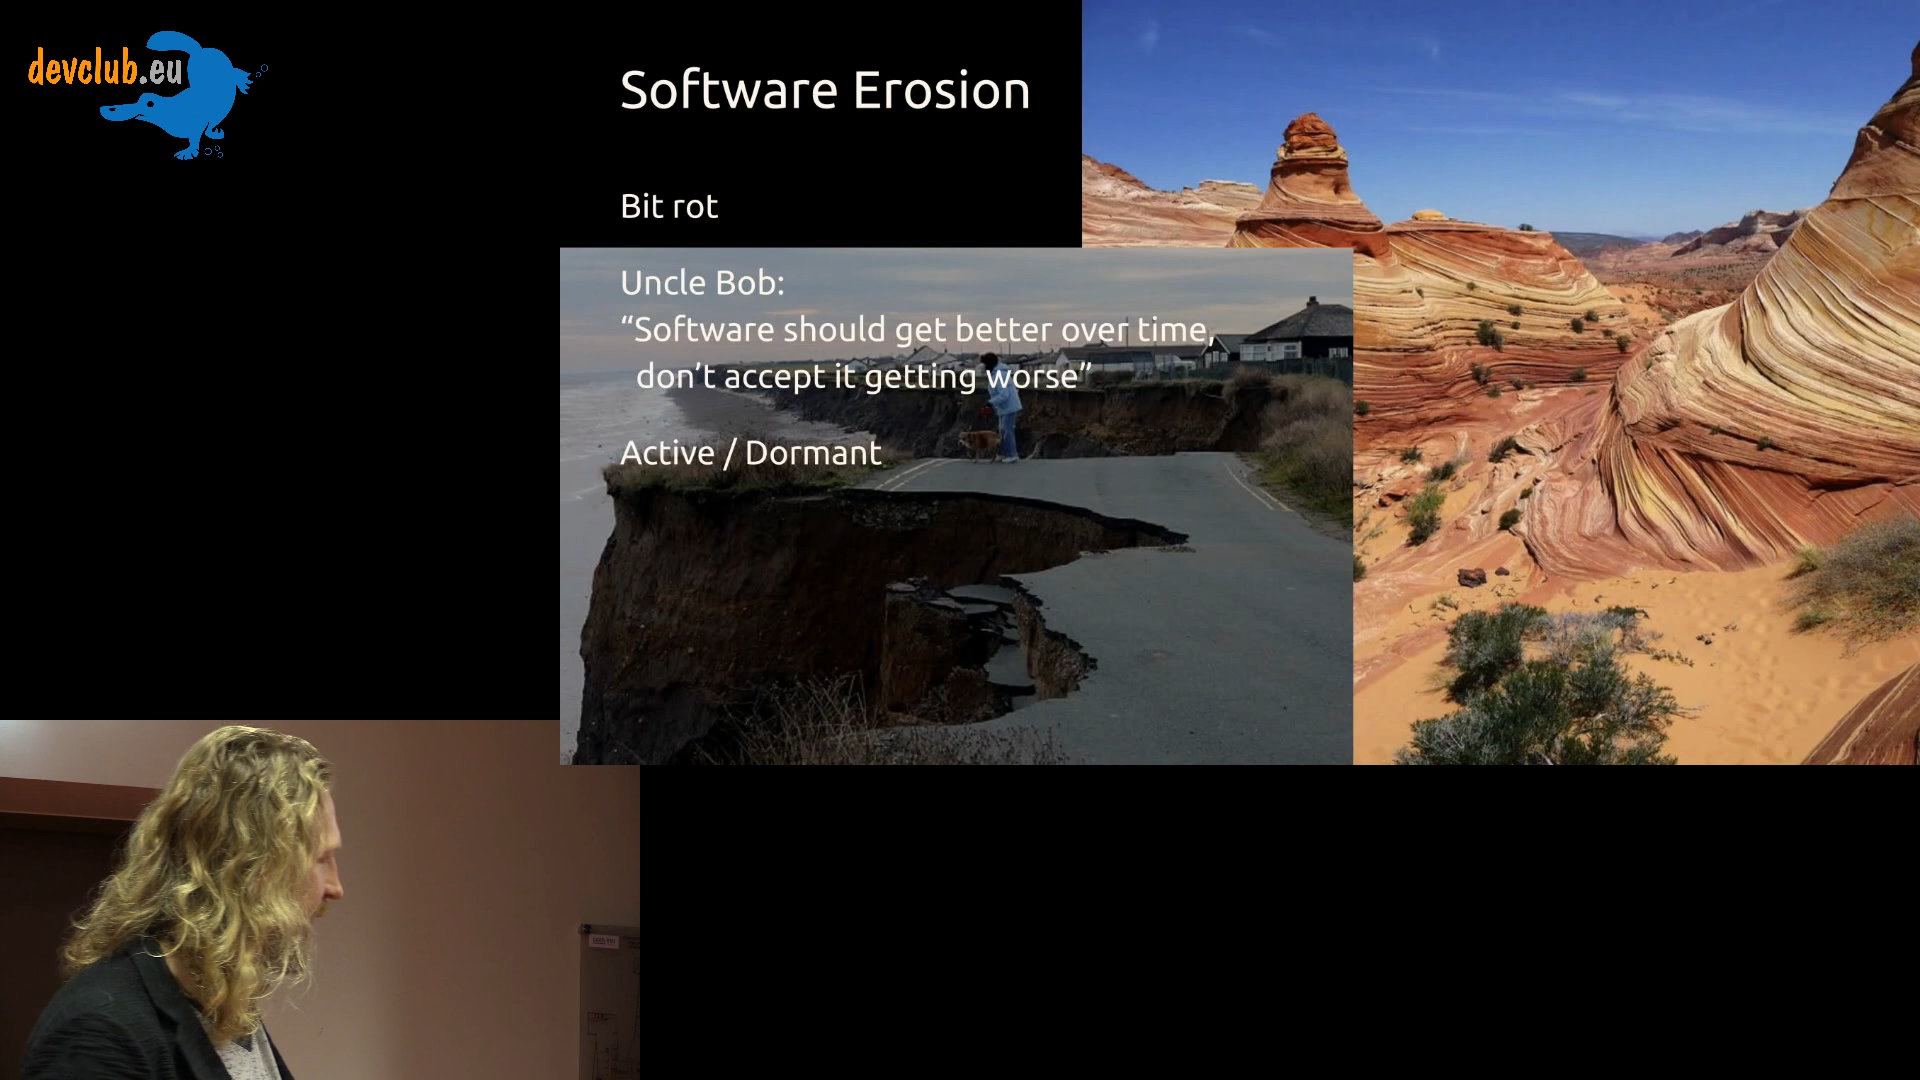 devclub.eu
Software Erosion
Bit rot
Uncle Bob:
“Software should get better over time,
don’t accept it getting worse”
Active / Dormant